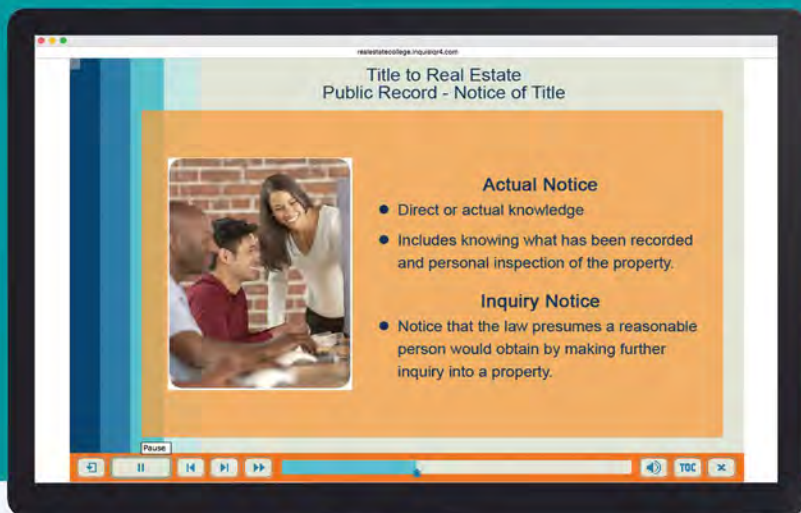 realestatecollege.inquisiqr4.com
Title to Real Estate
Public Record - Notice of Title
Actual Notice
Direct or actual knowledge
Includes knowing what has been recorded
and personal inspection of the property.
Inquiry Notice
Notice that the law presumes a reasonable
person would obtain by making further
inquiry into a property.
Pause
TOC